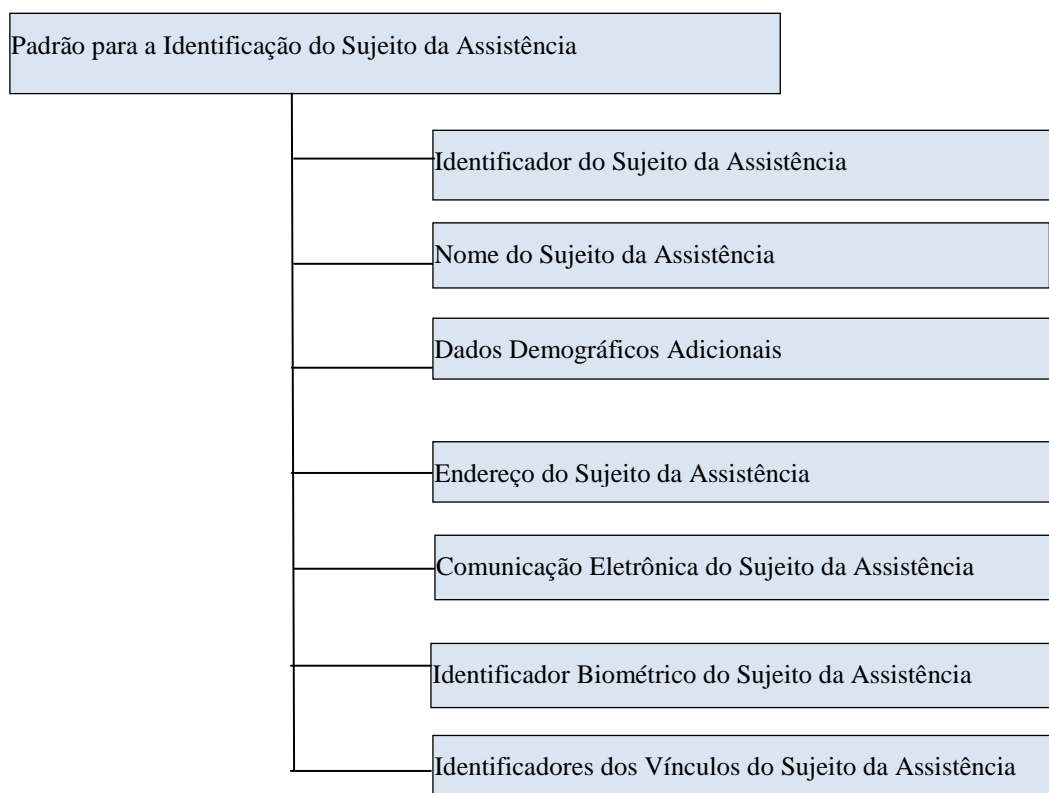 Padrão para a Identificação do Sujeito da Assistência
Identificador do Sujeito da Assistência
Nome do Sujeito da Assistência
Dados Demográficos Adicionais
Endereço do Sujeito da Assistência
Comunicação Eletrônica do Sujeito da Assistência
Identificador Biométrico do Sujeito da Assistência
Identificadores dos Vínculos do Sujeito da Assistência